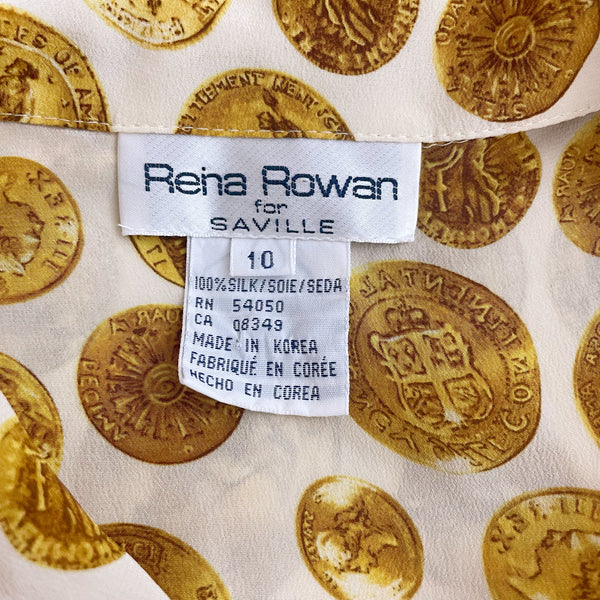 Reina Rowan
for
SAVILLE
10
100%SILK/SOIE/SEDA
RN 54050
CA 08349
MADE IN KOREA
FABRIQUÉ EN CORÉE
HECHO EN COREA